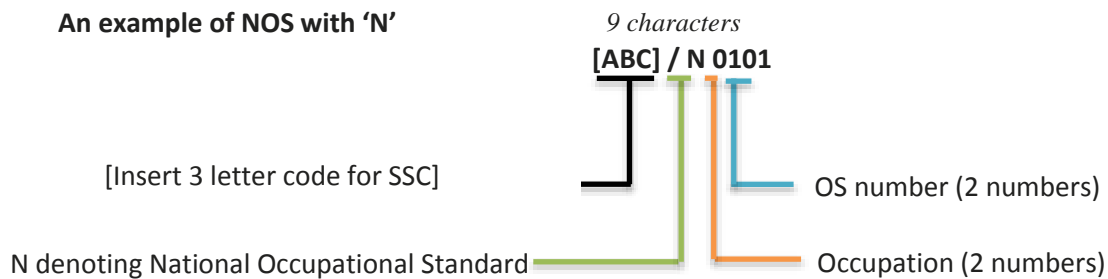 An example of NOS with ‘N’
9 characters
[ABC] / N 0101
[Insert 3 letter code for SSC]
OS number (2 numbers)
N denoting National Occupational Standard
Occupation (2 numbers)